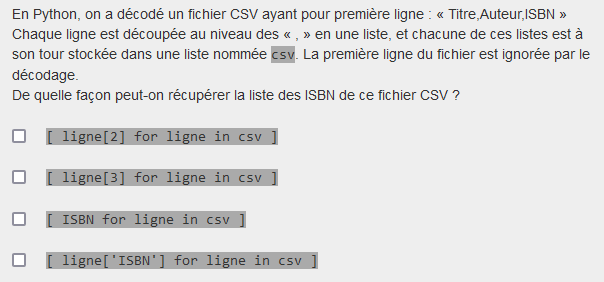 En Python, on a décodé un fichier CSV ayant pour première ligne : « Titre,Auteur,ISBN »
Chaque ligne est découpée au niveau des « , » en une liste, et chacune de ces listes est à
son tour stockée dans une liste nommée csv. La première ligne du fichier est ignorée par le
décodage.
De quelle façon peut-on récupérer la liste des ISBN de ce fichier CSV ?
[ ligne[2] for ligne in csv ]
[ ligne[3] for ligne in csv ]
[ ISBN for ligne in csv ]
[ ligne['ISBN'] for ligne in csv ]